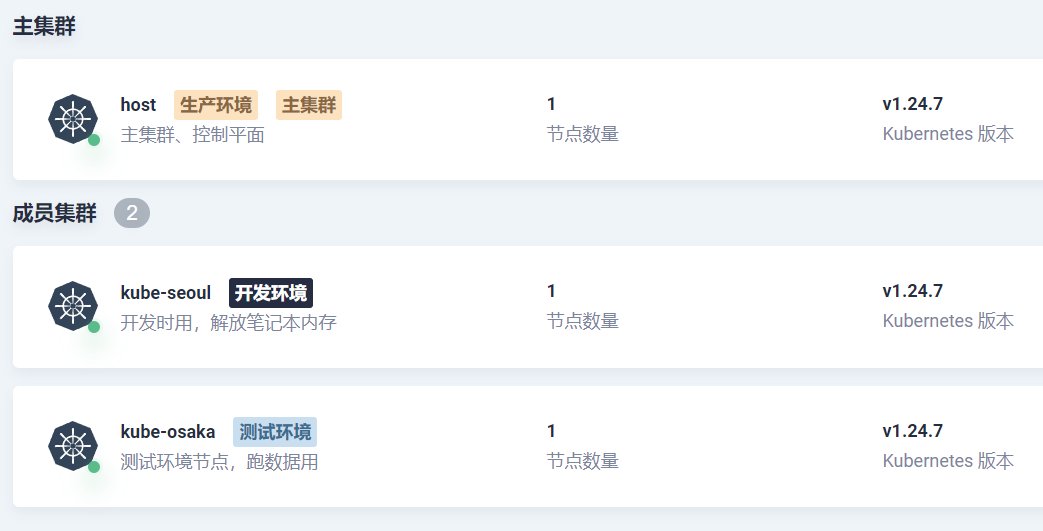 主集群
host 生产环境 主集群
主集群、控制平面
1
节点数量
v1.24.7
Kubernetes 版本
成员集群 2
kube-seoul 开发环境
开发时用，解放笔记本内存
1
节点数量
v1.24.7
Kubernetes 版本
kube-osaka 测试环境
测试环境节点，跑数据用
1
节点数量
v1.24.7
Kubernetes 版本